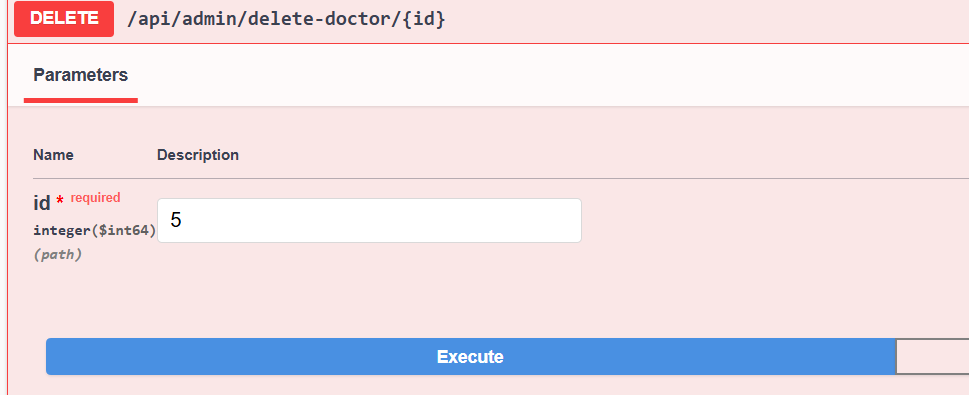 DELETE /api/admin/delete-doctor/{id}
Parameters
Name Description
id * required
integer($int64)
(path)
5
Execute